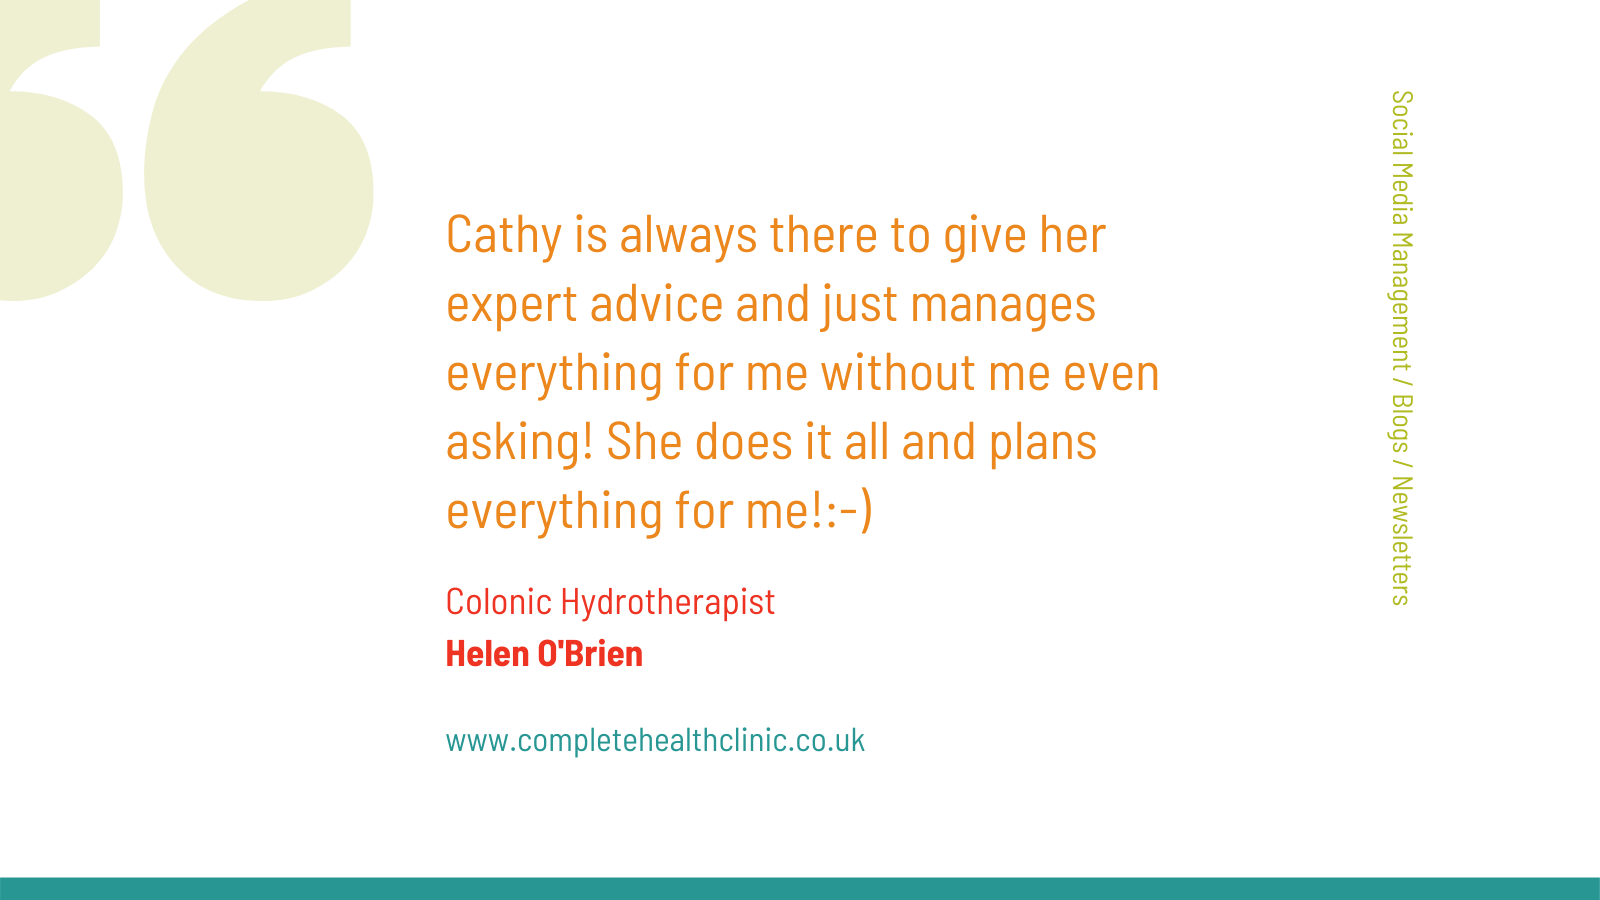 Cathy is always there to give her
expert advice and just manages
everything for me without me even
asking! She does it all and plans
everything for me!:-)
Colonic Hydrotherapist
Helen O'Brien
www.completehealthclinic.co.uk
Social Media Management / Blogs / Newsletters